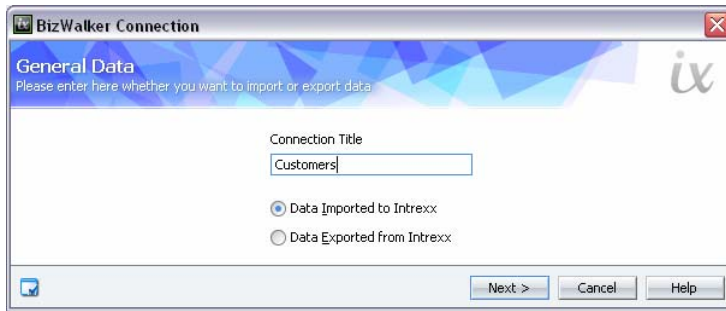 ix BizWalker Connection
General Data
Please enter here whether you want to import or export data
ix
Connection Title
Customers
Data Imported to Intrexx
Data Exported from Intrexx
Next > Cancel Help